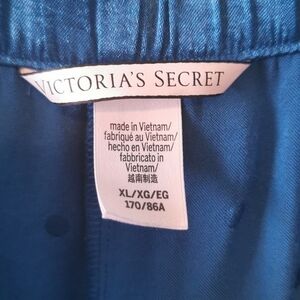 VICTORIA'S SECRET
made in Vietnam/
fabriqué au Vietnam/
hecho en Vietnam/
fabbricato in
Vietnam/
越南制造
XL/XG/EG
170/86A